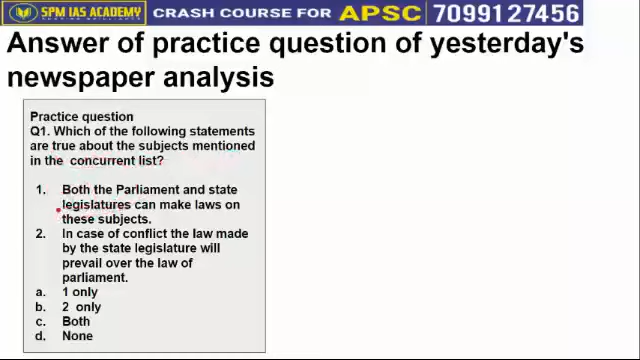 SPM IAS ACADEMY
CRASH COURSE FOR APSC 7099127456
Answer of practice question of yesterday's
newspaper analysis
Practice question
Q1. Which of the following statements
are true about the subjects mentioned
in the concurrent list?
1. Both the Parliament and state
legislatures can make laws on
these subjects.
2. In case of conflict the law made
by the state legislature will
prevail over the law of
parliament.
a. 1 only
b. 2 only
c. Both
d. None